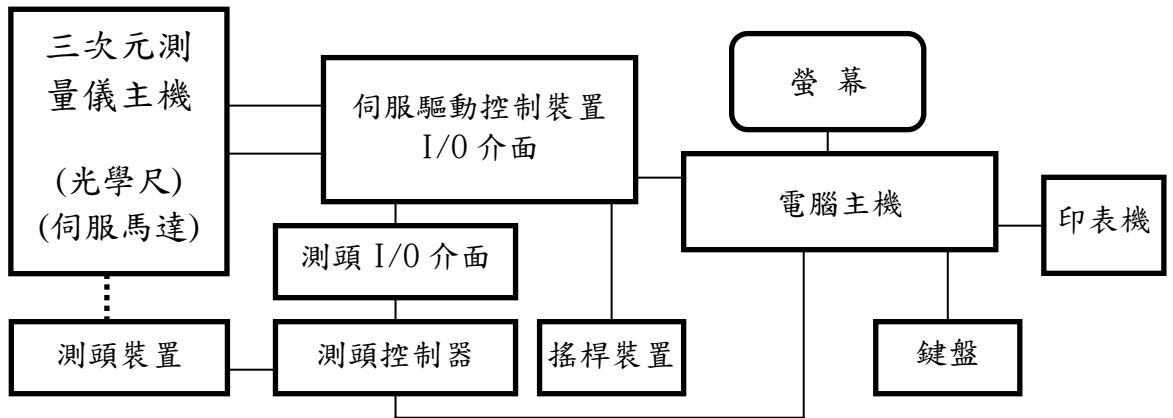 三次元測
量儀主機
(光學尺)
(伺服馬達)
伺服驅動控制裝置
I/O 介面
螢 幕
電腦主機
印表機
測頭 I/O 介面
測頭裝置
測頭控制器
搖桿裝置
鍵盤